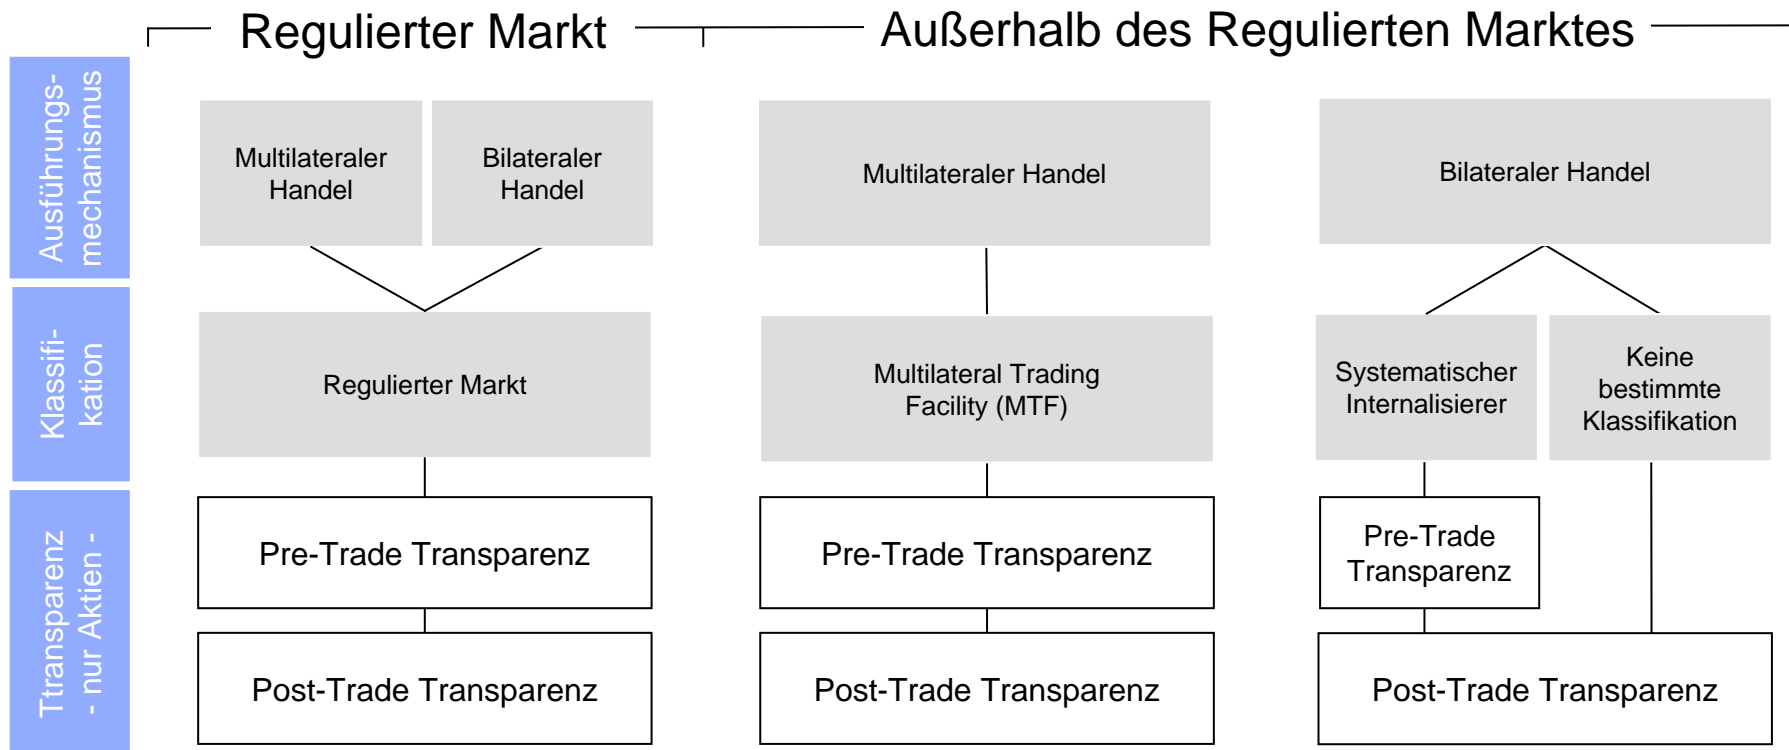 Regulierter Markt
Außerhalb des Regulierten Marktes
Ausführungs-
mechanismus
Multilateraler
Handel
Bilateraler
Handel
Multilateraler Handel
Bilateraler Handel
Klassifi-
kation
Regulierter Markt
Multilateral Trading
Facility (MTF)
Systematischer
Internalisierer
Keine
bestimmte
Klassifikation
Ttransparenz
- nur Aktien -
Pre-Trade Transparenz
Pre-Trade Transparenz
Pre-Trade
Transparenz
Post-Trade Transparenz
Post-Trade Transparenz
Post-Trade Transparenz